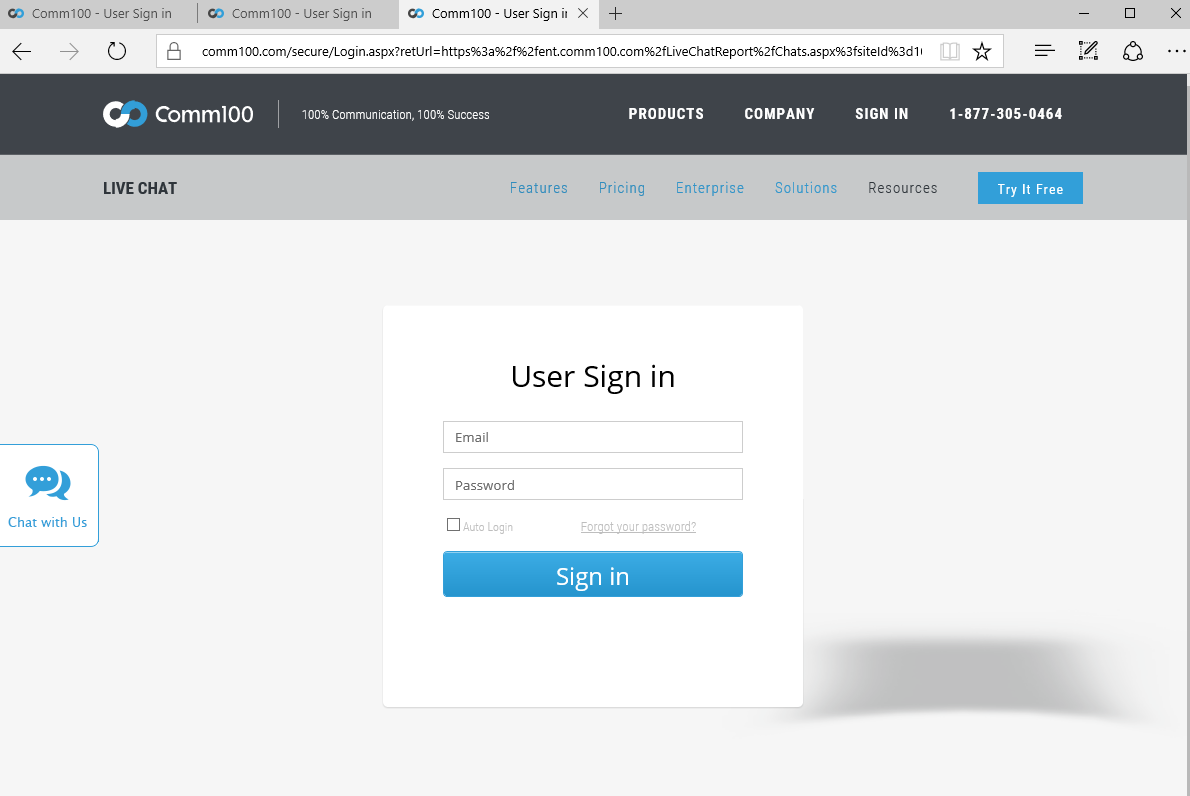 Comm100 - User Sign in Comm100 - User Sign in Comm100 - User Sign in
comm100.com/secure/Login.aspx?retUrl=https%3a%2f%2fent.comm100.com%2fLiveChatReport%2fChats.aspx%3fsiteId%3d10
Comm100 100% Communication, 100% Success PRODUCTS COMPANY SIGN IN 1-877-305-0464
LIVE CHAT Features Pricing Enterprise Solutions Resources Try It Free
User Sign in
Email
Password
Auto Login Forgot your password?
Sign in
Chat with Us